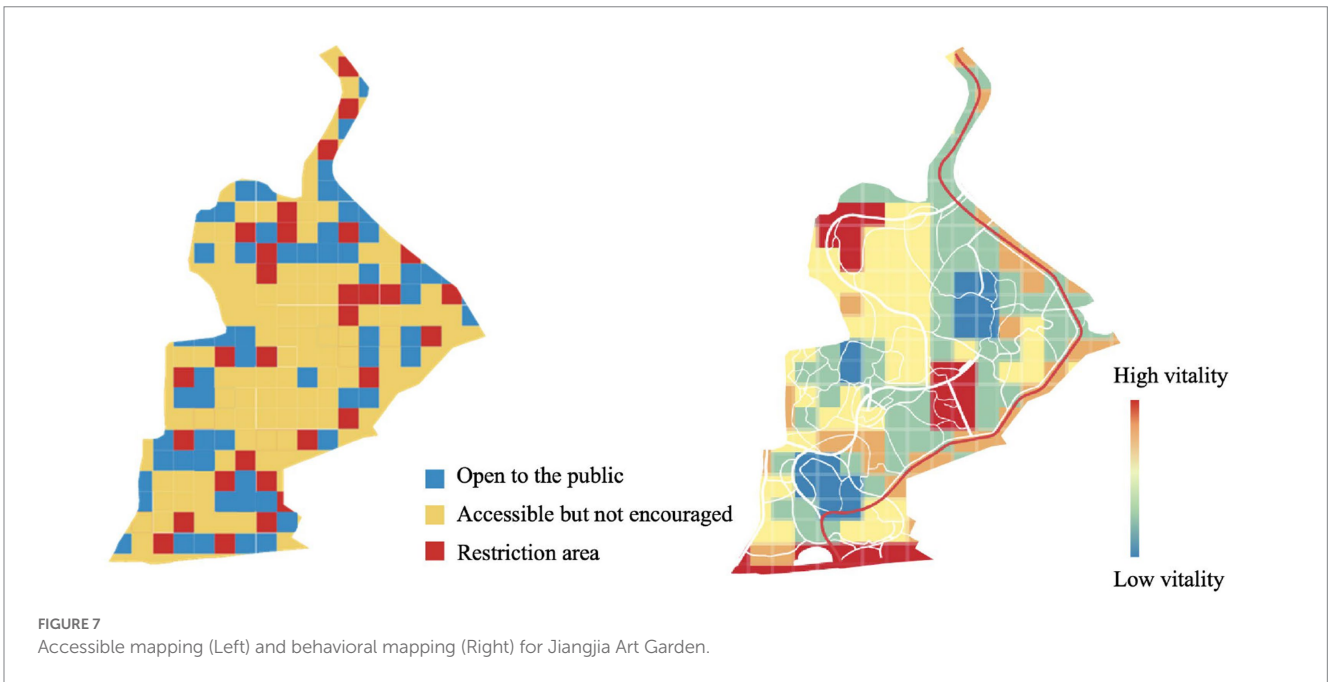 Open to the public
Accessible but not encouraged
Restriction area
High vitality
Low vitality
FIGURE 7
Accessible mapping (Left) and behavioral mapping (Right) for Jiangjia Art Garden.